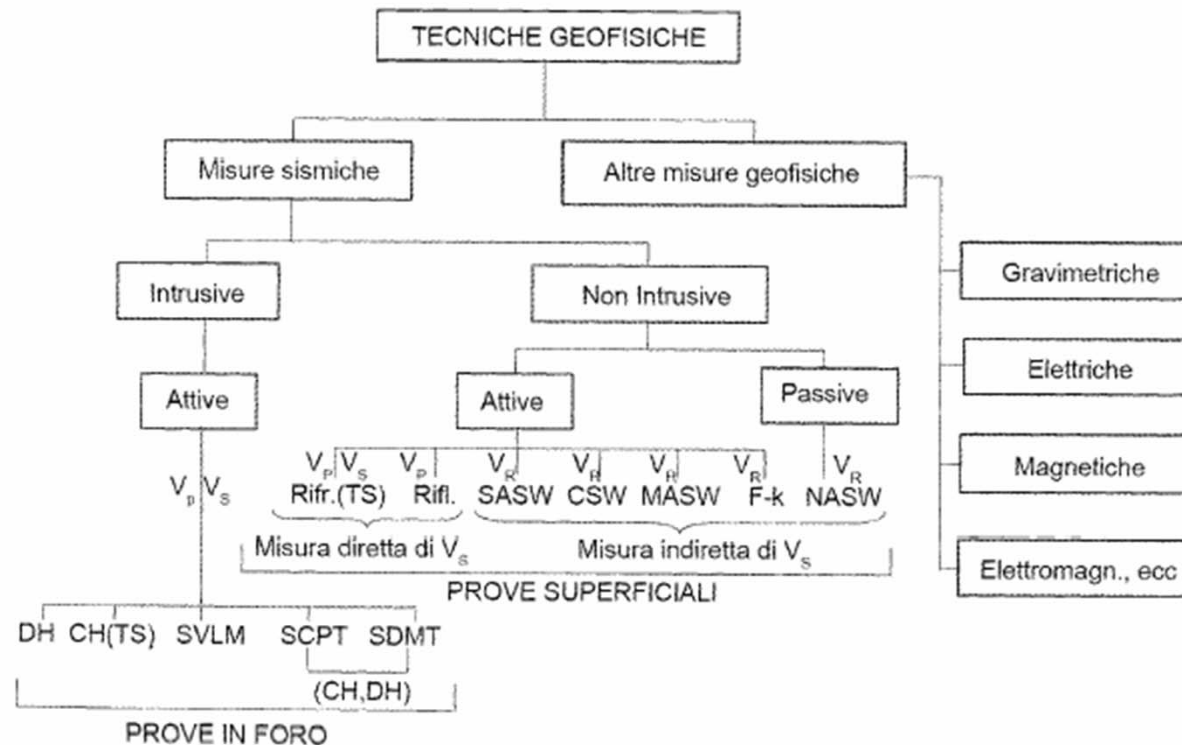 TECNICHE GEOFISICHE
Misure sismiche
Altre misure geofisiche
Intrusive
Non Intrusive
Gravimetriche
Attive
Attive
Passive
Elettriche
Magnetiche
Elettromagn., ecc
Vp Vs
VP VS VP VR VR VR VR VR
Rifr.(TS) Rifl. SASW CSW MASW F-k NASW
Misura diretta di VS Misura indiretta di VS
PROVE SUPERFICIALI
DH CH(TS) SVLM SCPT SDMT
(CH,DH)
PROVE IN FORO